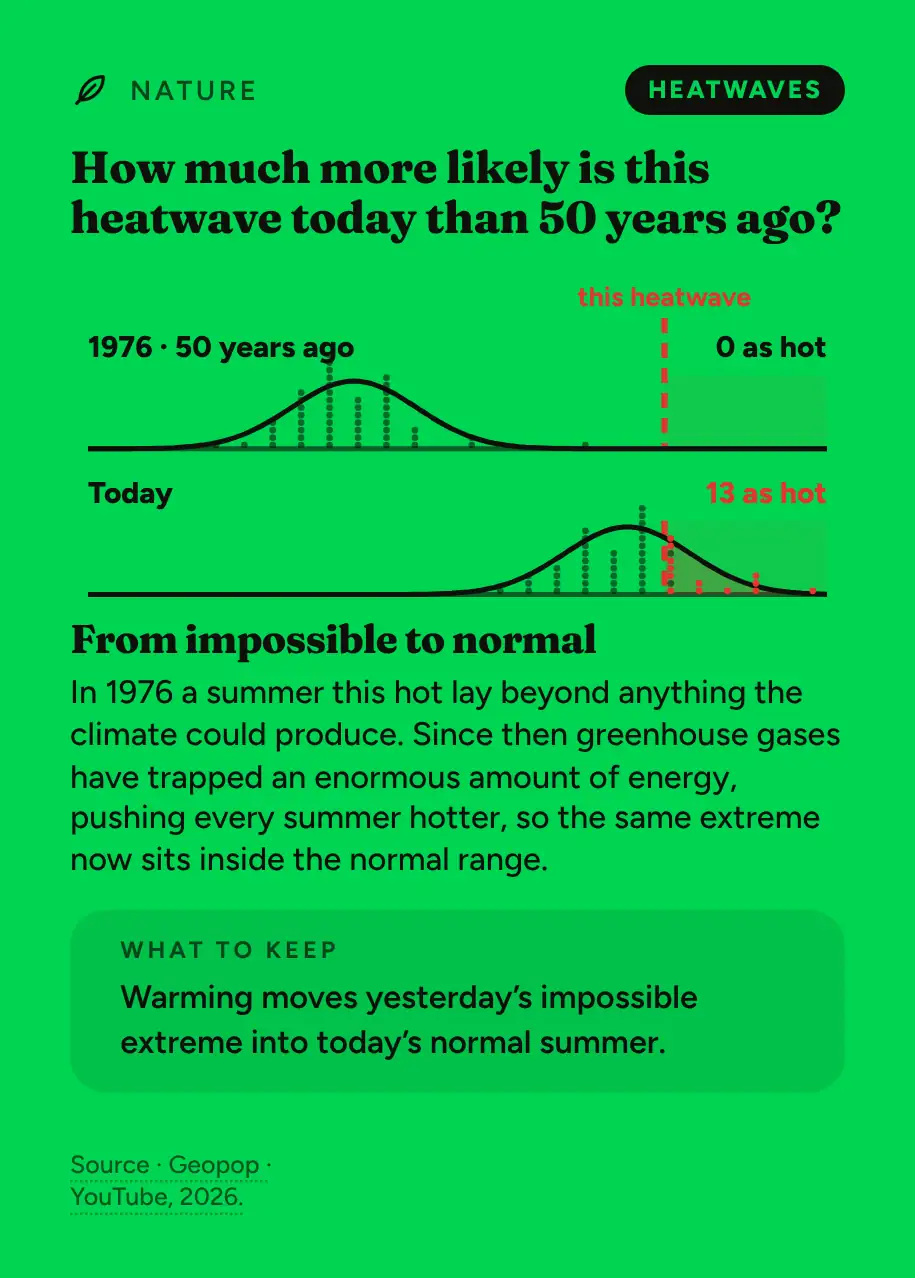 NATURE
HEATWAVES
How much more likely is this
heatwave today than 50 years ago?
this heatwave
1976 · 50 years ago
0 as hot
Today
13 as hot
From impossible to normal
In 1976 a summer this hot lay beyond anything the
climate could produce. Since then greenhouse gases
have trapped an enormous amount of energy,
pushing every summer hotter, so the same extreme
now sits inside the normal range.
WHAT TO KEEP
Warming moves yesterday’s impossible
extreme into today’s normal summer.
Source · Geopop ·
YouTube, 2026.